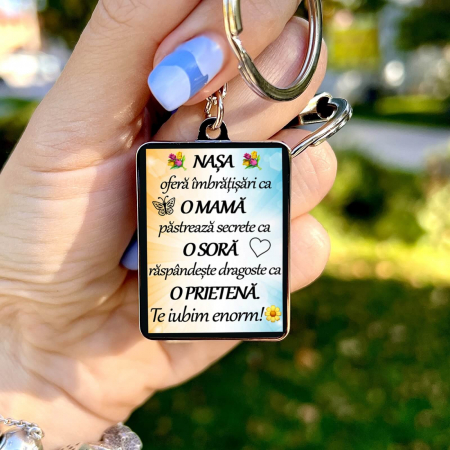 NAȘA
oferă îmbrățișări ca
O MAMĂ
păstrează secrete ca
O SORĂ
răspândește dragoste ca
O PRIETENĂ.
Te iubim enorm!